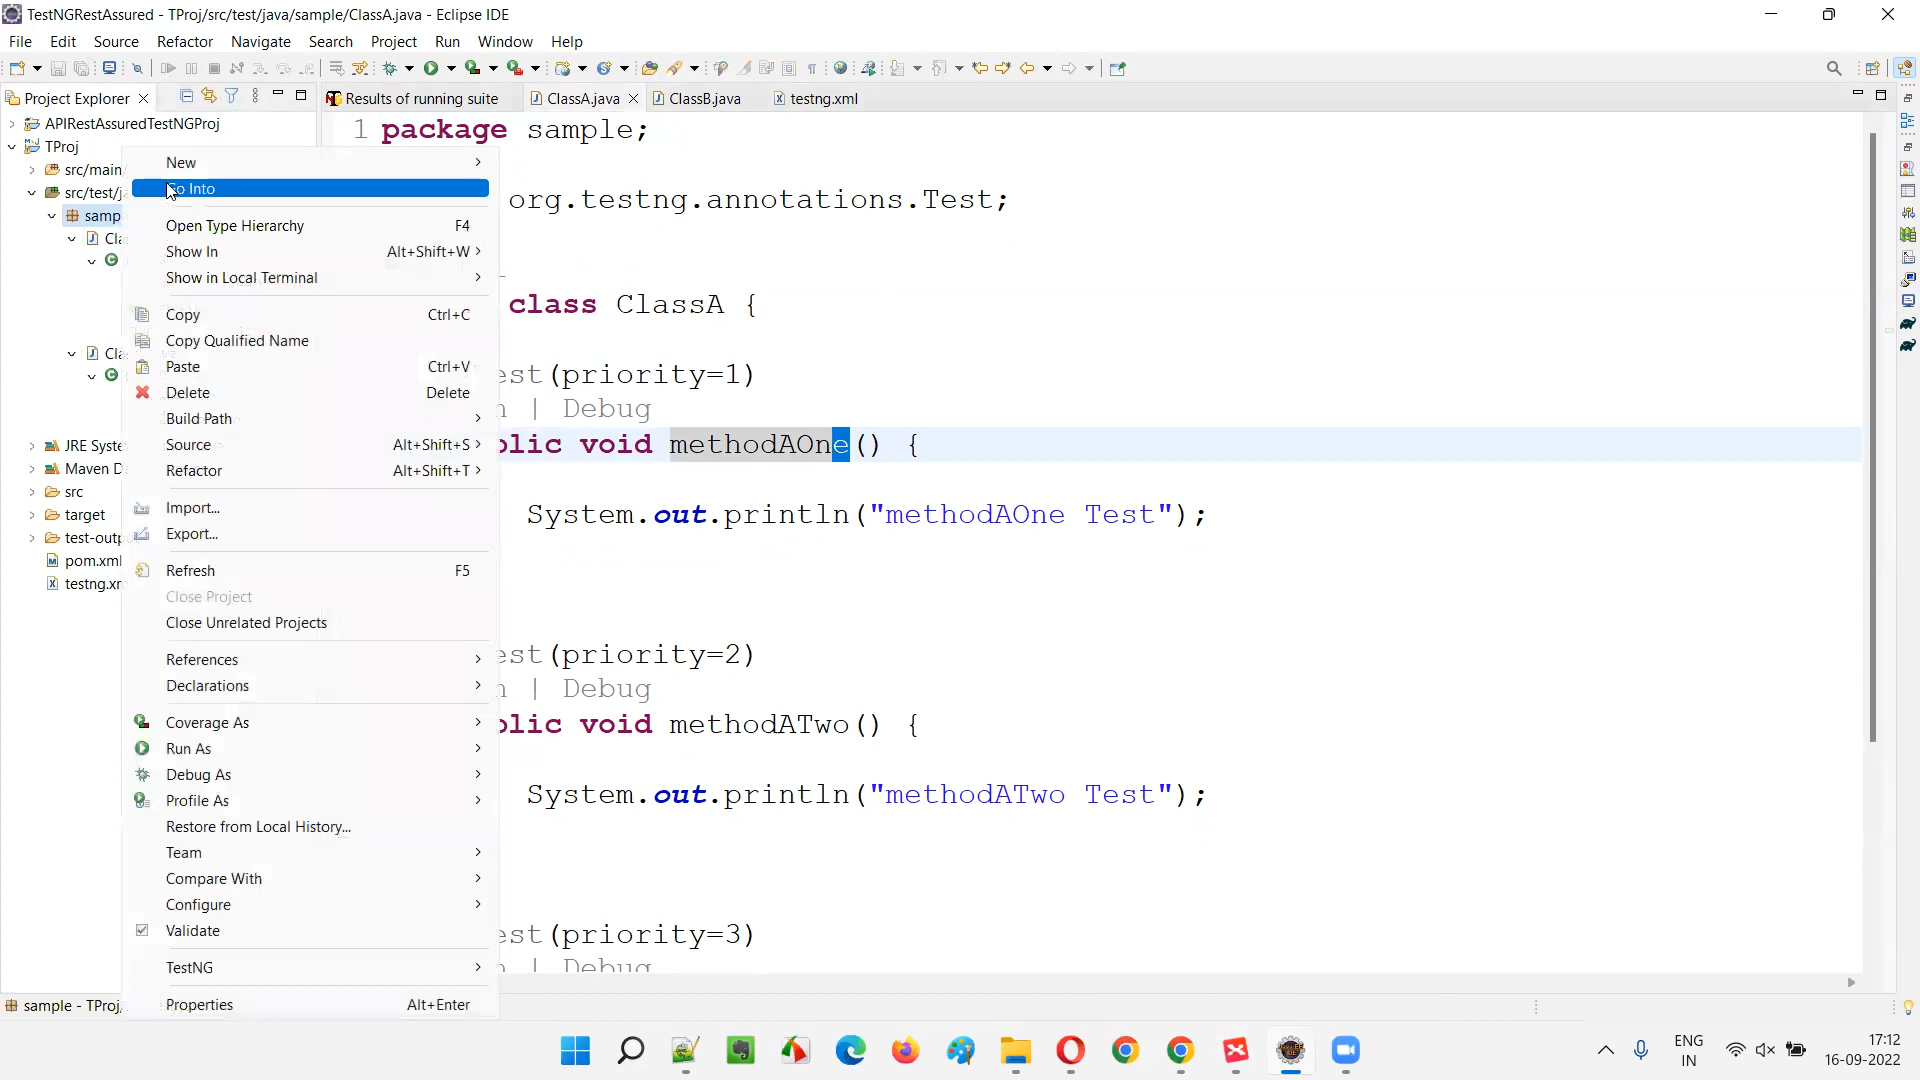 TestNGRestAssured - TProj/src/test/java/sample/ClassA.java - Eclipse IDE
File Edit Source Refactor Navigate Search Project Run Window Help
Project Explorer
Results of running suite
ClassA.java
ClassB.java
testng.xml
APIRestAssuredTestNGProj
TProj
src/main
src/test/j
samp
Cla
Cla
JRE Syste
Maven D
src
target
test-outp
pom.xml
testng.xr
New
Go Into
Open Type Hierarchy F4
Show In Alt+Shift+W
Show in Local Terminal
Copy Ctrl+C
Copy Qualified Name
Paste Ctrl+V
Delete Delete
Build Path
Source Alt+Shift+S
Refactor Alt+Shift+T
Import...
Export...
Refresh F5
Close Project
Close Unrelated Projects
References
Declarations
Coverage As
Run As
Debug As
Profile As
Restore from Local History...
Team
Compare With
Configure
Validate
TestNG
Properties Alt+Enter
1 package sample;
org.testng.annotations.Test;
class ClassA {
est(priority=1)
n | Debug
blic void methodAOne() {
System.out.println("methodAOne Test");
est(priority=2)
n | Debug
blic void methodATwo() {
System.out.println("methodATwo Test");
est(priority=3)
n | Debug
sample - TProj/
ENG
IN
17:12
16-09-2022